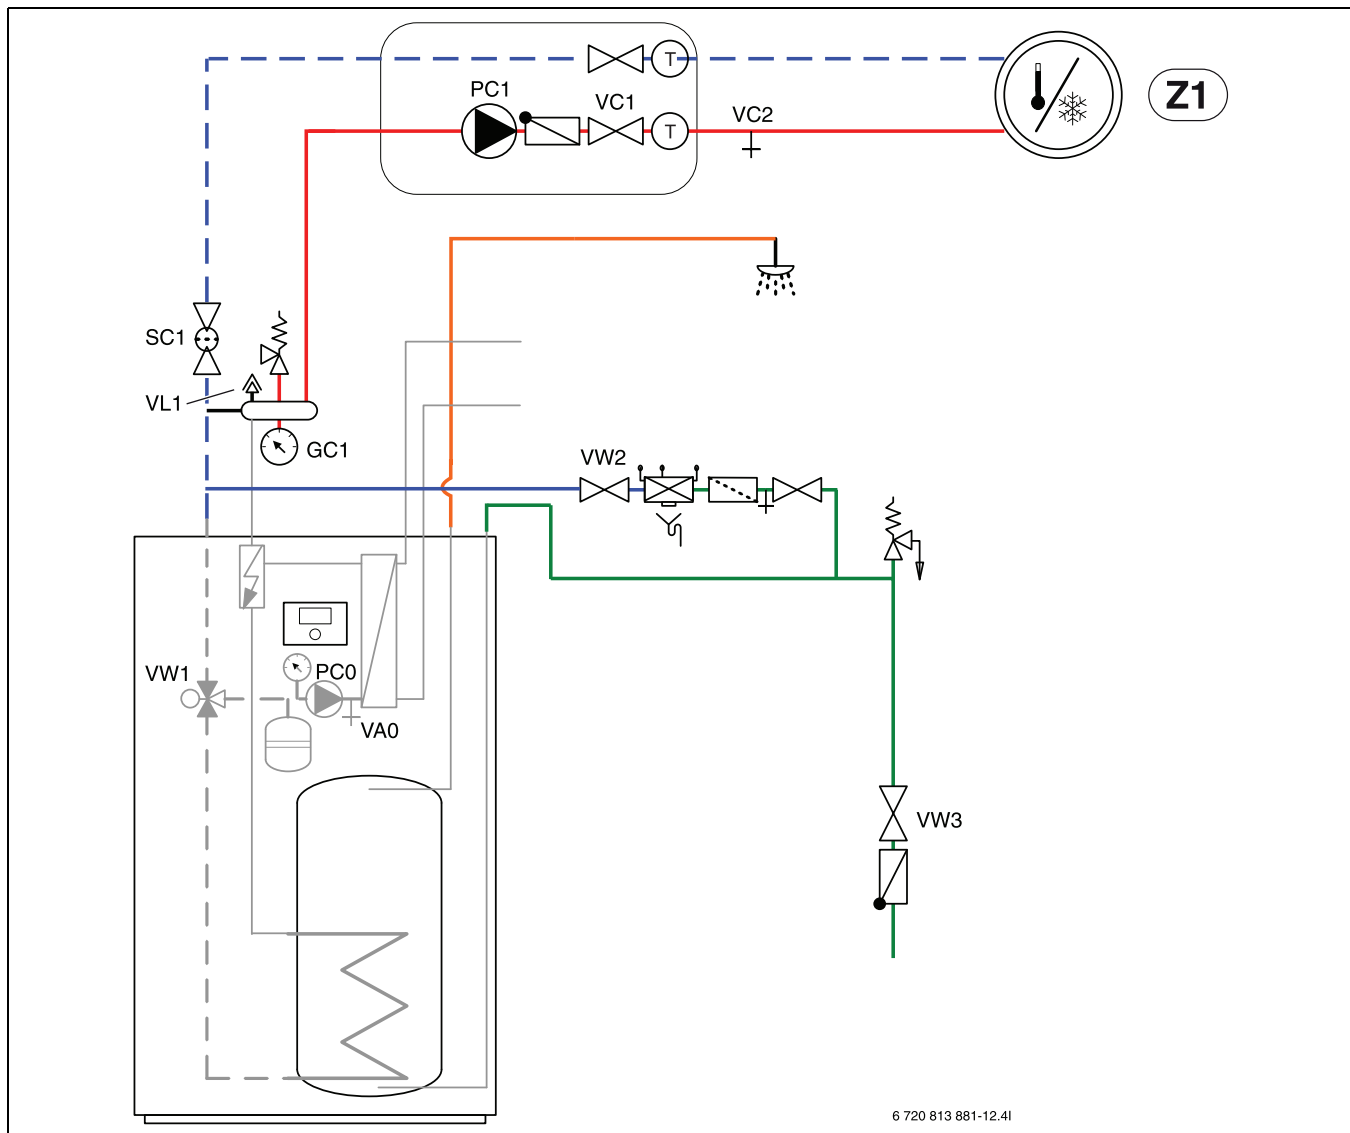 T
PC1
VC1
Z1
T
VC2
SC1
VL1
GC1
VW2
VW1
PC0
VA0
VW3
6 720 813 881-12.4I